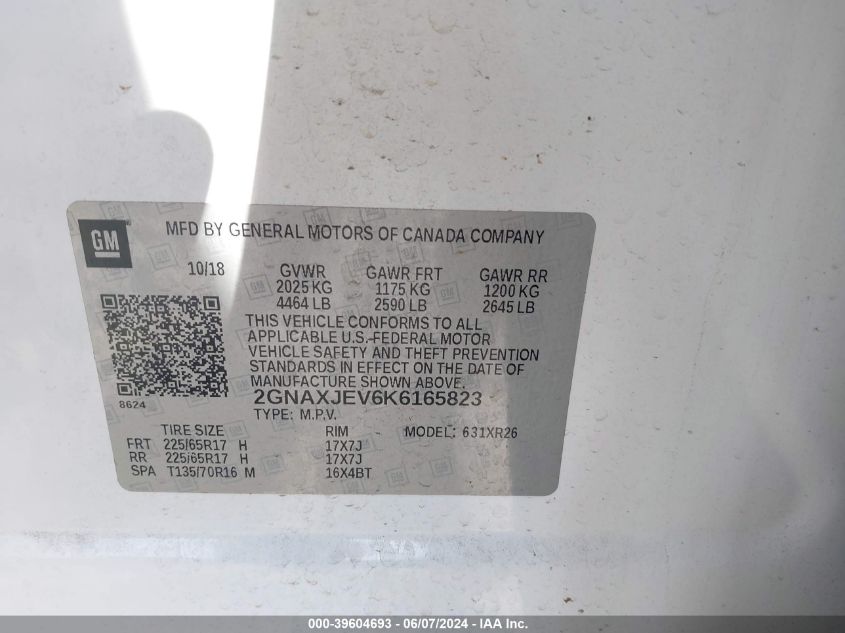 GM
MFD BY GENERAL MOTORS OF CANADA COMPANY
10/18 GVWR GAWR FRT GAWR RR
2025 KG 1175 KG 1200 KG
4464 LB 2590 LB 2645 LB
THIS VEHICLE CONFORMS TO ALL
APPLICABLE U.S. FEDERAL MOTOR
VEHICLE SAFETY AND THEFT PREVENTION
STANDARDS IN EFFECT ON THE DATE OF
MANUFACTURE SHOWN ABOVE.
8624
2GNAXJEV6K6165823
TYPE: M.P.V.
TIRE SIZE RIM MODEL: 631XR26
FRT 225/65R17 H 17X7J
RR 225/65R17 H 17X7J
SPA T135/70R16 M 16X4BT
000-39604693 - 06/07/2024 - IAA Inc.